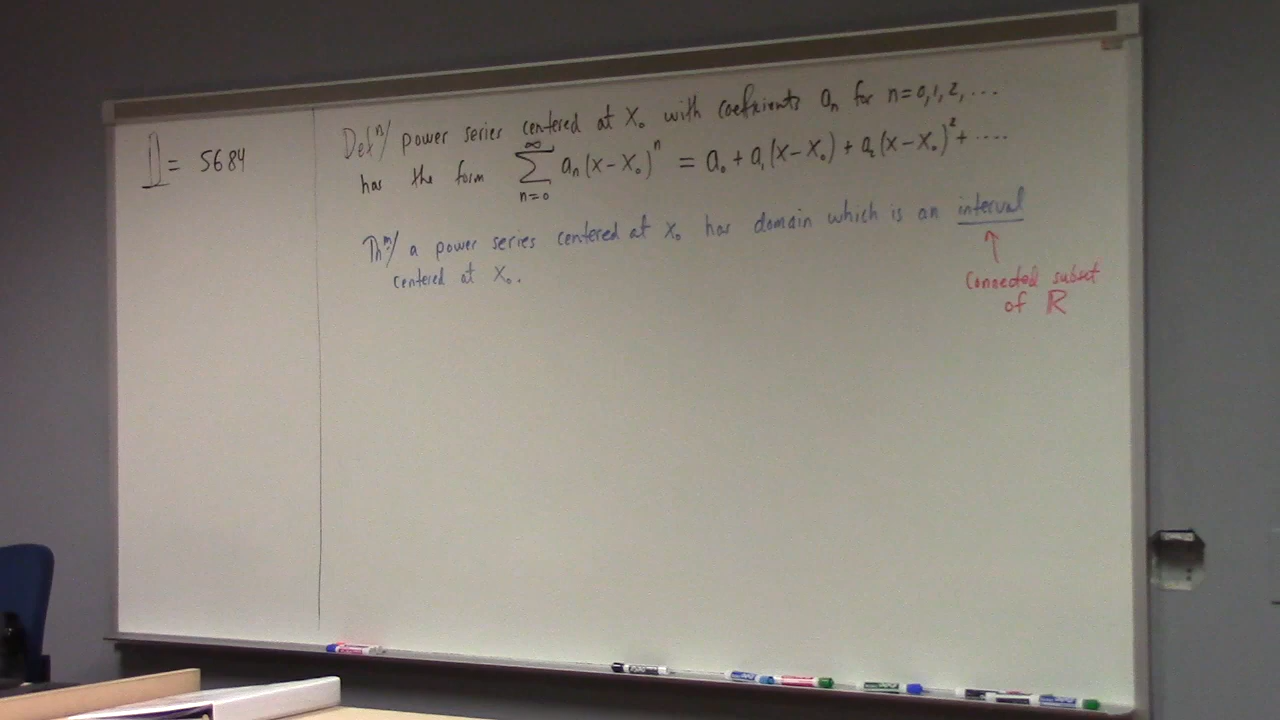 𝟙 = 5684
Defⁿ/ power series centered at X₀ with coefficients aₙ for n=0,1,2,...
has the form ∑_{n=0}^{∞} aₙ(x-X₀)ⁿ = a₀ + a₁(x-X₀) + a₂(x-X₀)² + ....
Thᵐ/ a power series centered at X₀ has domain which is an interval
centered at X₀.
Connected subset
of ℝ